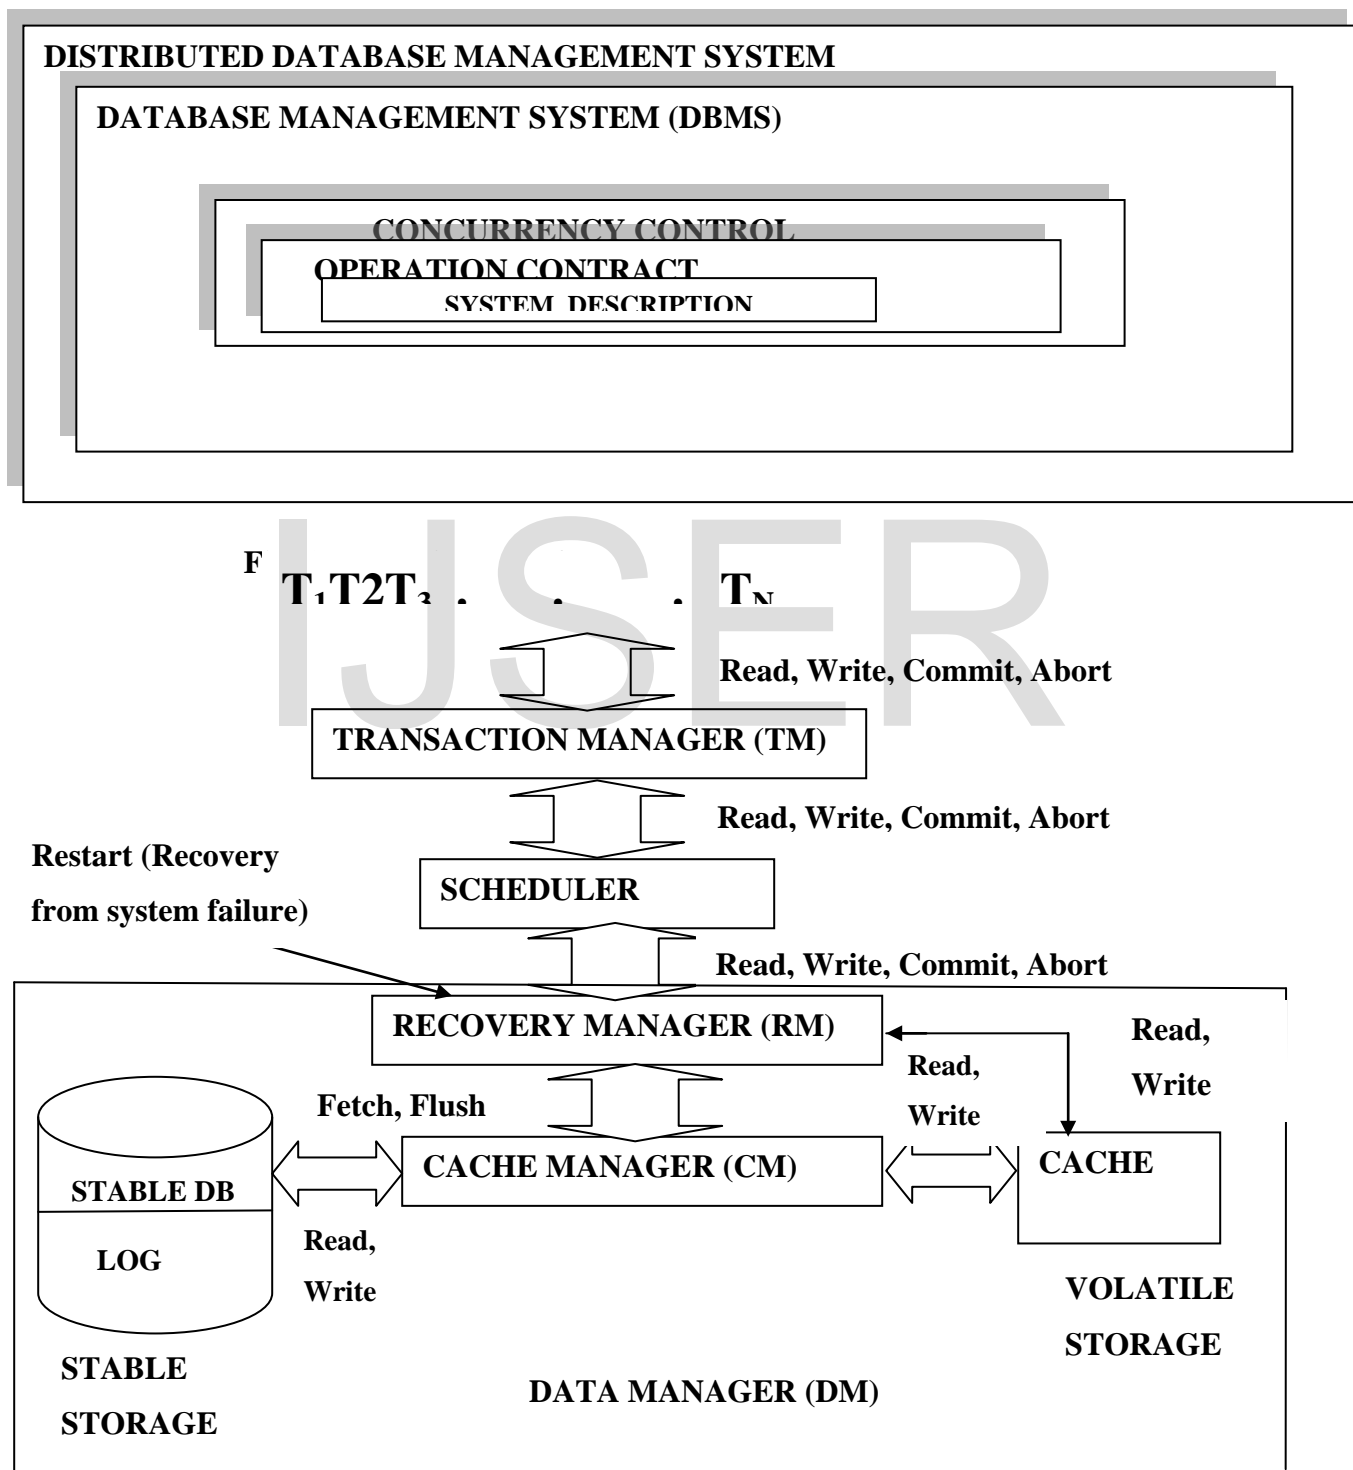 DISTRIBUTED DATABASE MANAGEMENT SYSTEM
DATABASE MANAGEMENT SYSTEM (DBMS)
CONCURRENCY CONTROL
OPERATION CONTRACT
SYSTEM DESCRIPTION
IJSER
F
T₁T2T₃ . . . T_N
Read, Write, Commit, Abort
TRANSACTION MANAGER (TM)
Read, Write, Commit, Abort
Restart (Recovery
from system failure)
SCHEDULER
Read, Write, Commit, Abort
RECOVERY MANAGER (RM)
Read,
Write
Read,
Write
Fetch, Flush
CACHE MANAGER (CM)
CACHE
STABLE DB
LOG
Read,
Write
VOLATILE
STORAGE
STABLE
STORAGE
DATA MANAGER (DM)